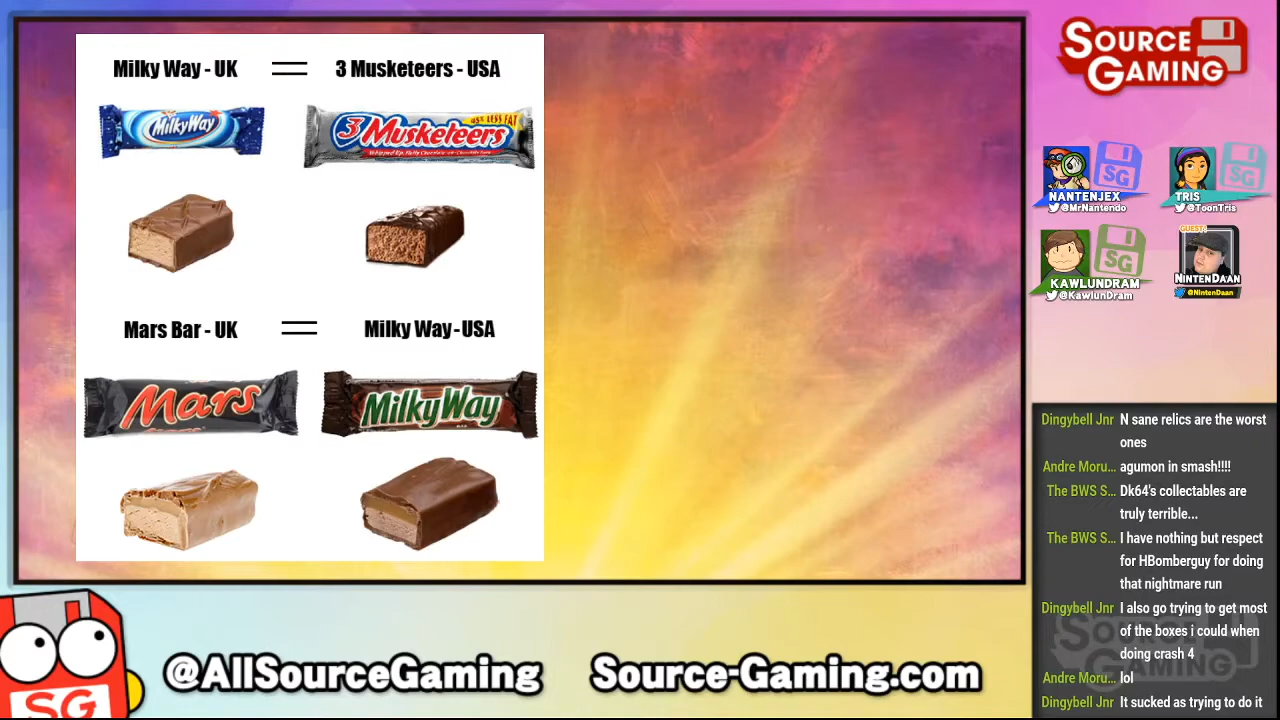 Milky Way - UK
3 Musketeers - USA
MilkyWay
45% LESS FAT
3 Musketeers
Mars Bar - UK
Milky Way - USA
Mars
MilkyWay
SOURCE
GAMING
SG
NANTENJEX
@MrNantendo
SG
TRIS
@ToonTris
SG
KAWLUNDRAM
@KawlunDram
GUEST:
NINTENDAAN
@NintenDaan
Dingybell Jnr N sane relics are the worst
ones
Andre Moru... agumon in smash!!!!
The BWS S... Dk64's collectables are
truly terrible...
The BWS S... I have nothing but respect
for HBomberguy for doing
that nightmare run
Dingybell Jnr I also go trying to get most
of the boxes i could when
doing crash 4
Andre Moru... lol
Dingybell Jnr It sucked as trying to do it
SOURCE
GAMING
SG
@AllSourceGaming
Source-Gaming.com